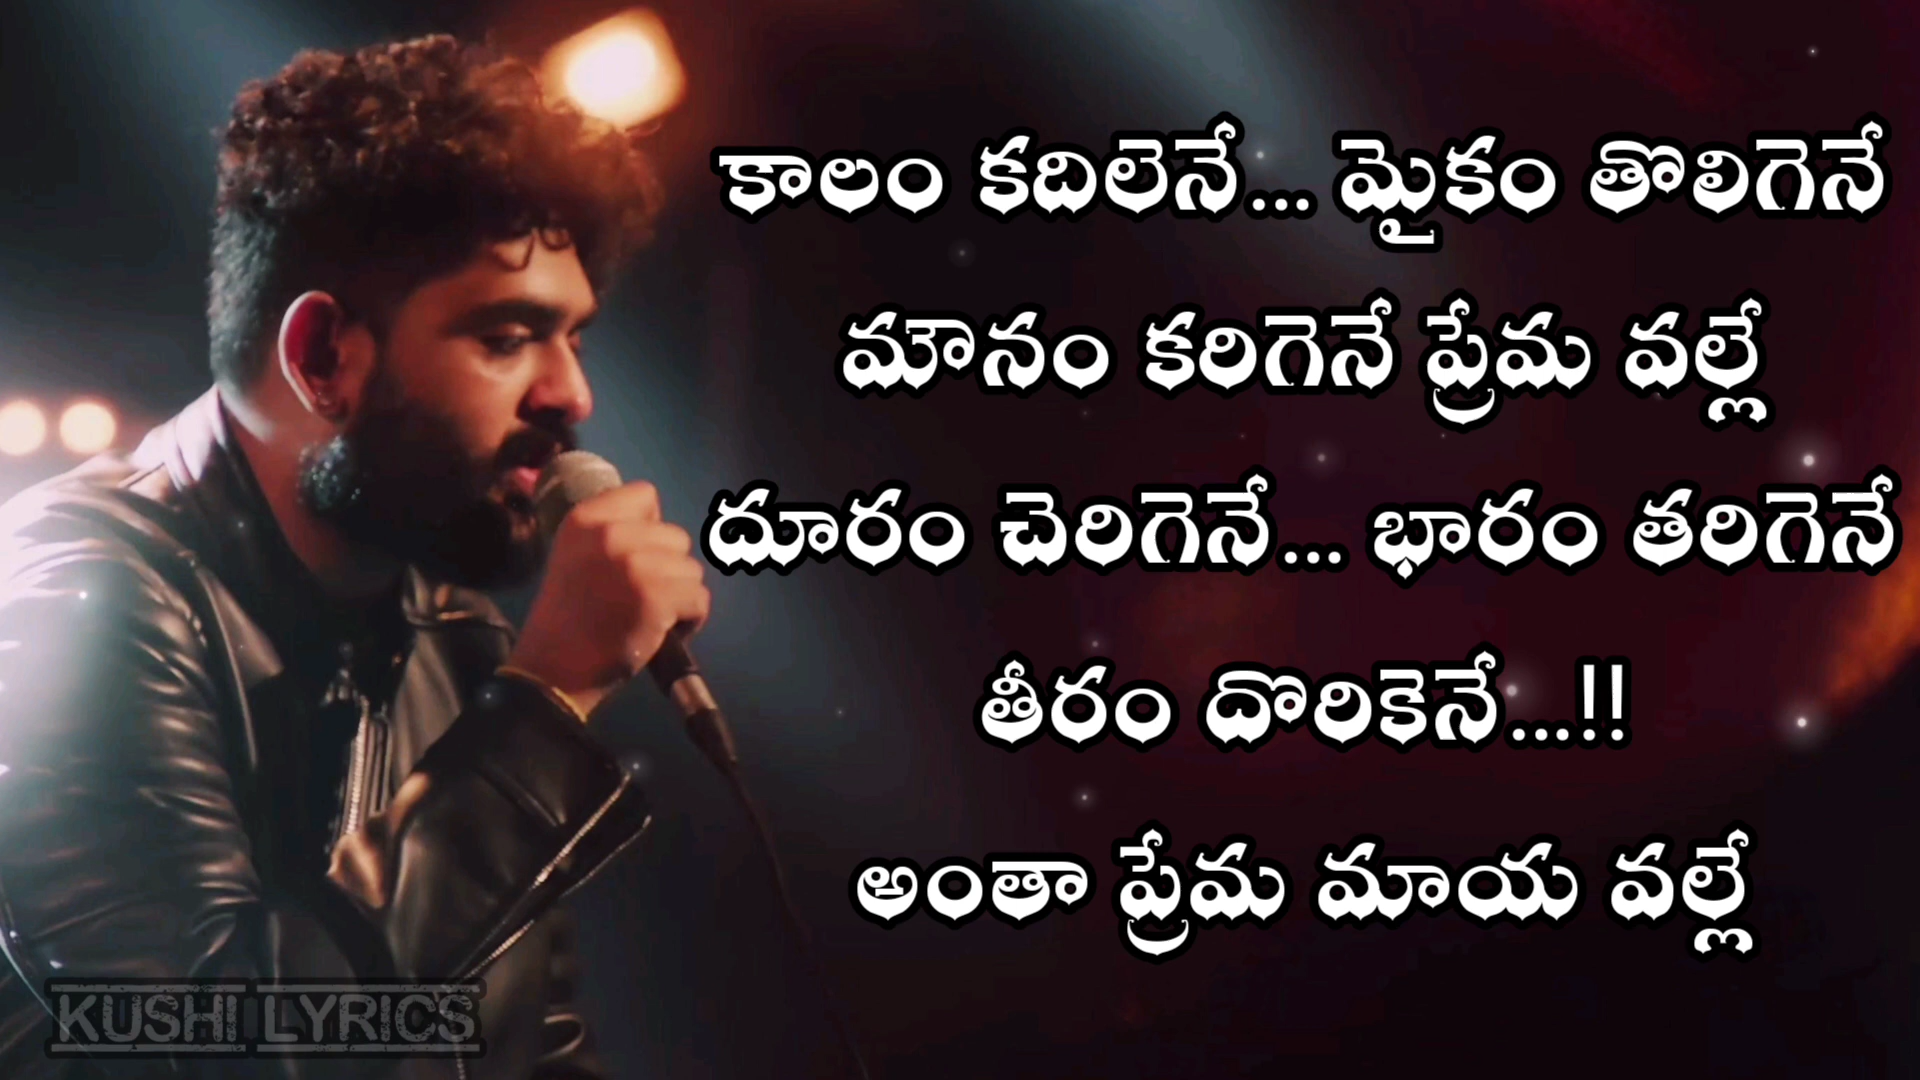 కాలం కదిలెనే... మైకం తొలిగెనే
మౌనం కరిగెనే ప్రేమ వల్లే
దూరం చెరిగెనే... భారం తరిగెనే
తీరం దొరికెనే...!!
అంతా ప్రేమ మాయ వల్లే
KUSHI LYRICS